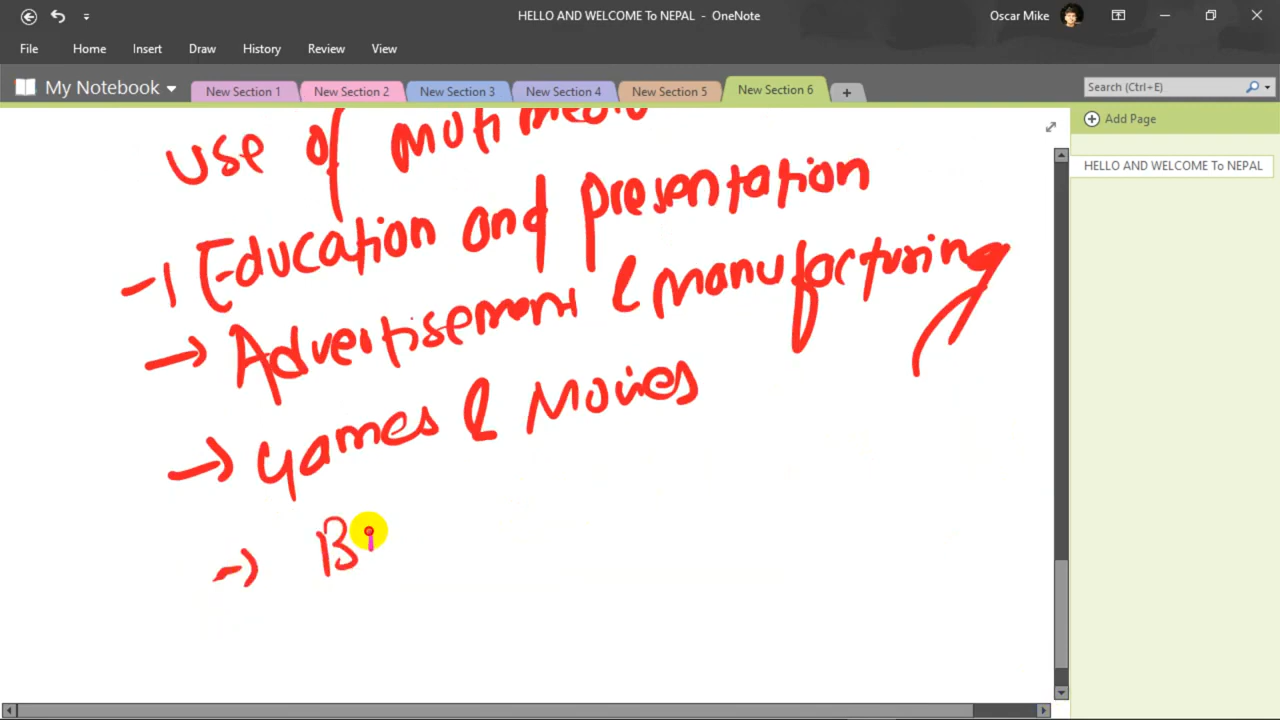 HELLO AND WELCOME To NEPAL - OneNote
Oscar Mike
File Home Insert Draw History Review View
My Notebook
New Section 1 New Section 2 New Section 3 New Section 4 New Section 5 New Section 6
Search (Ctrl+E)
Add Page
HELLO AND WELCOME To NEPAL
use of
Education and presentation
Advertisement & manufacturing
→ Games & Movies
→ B